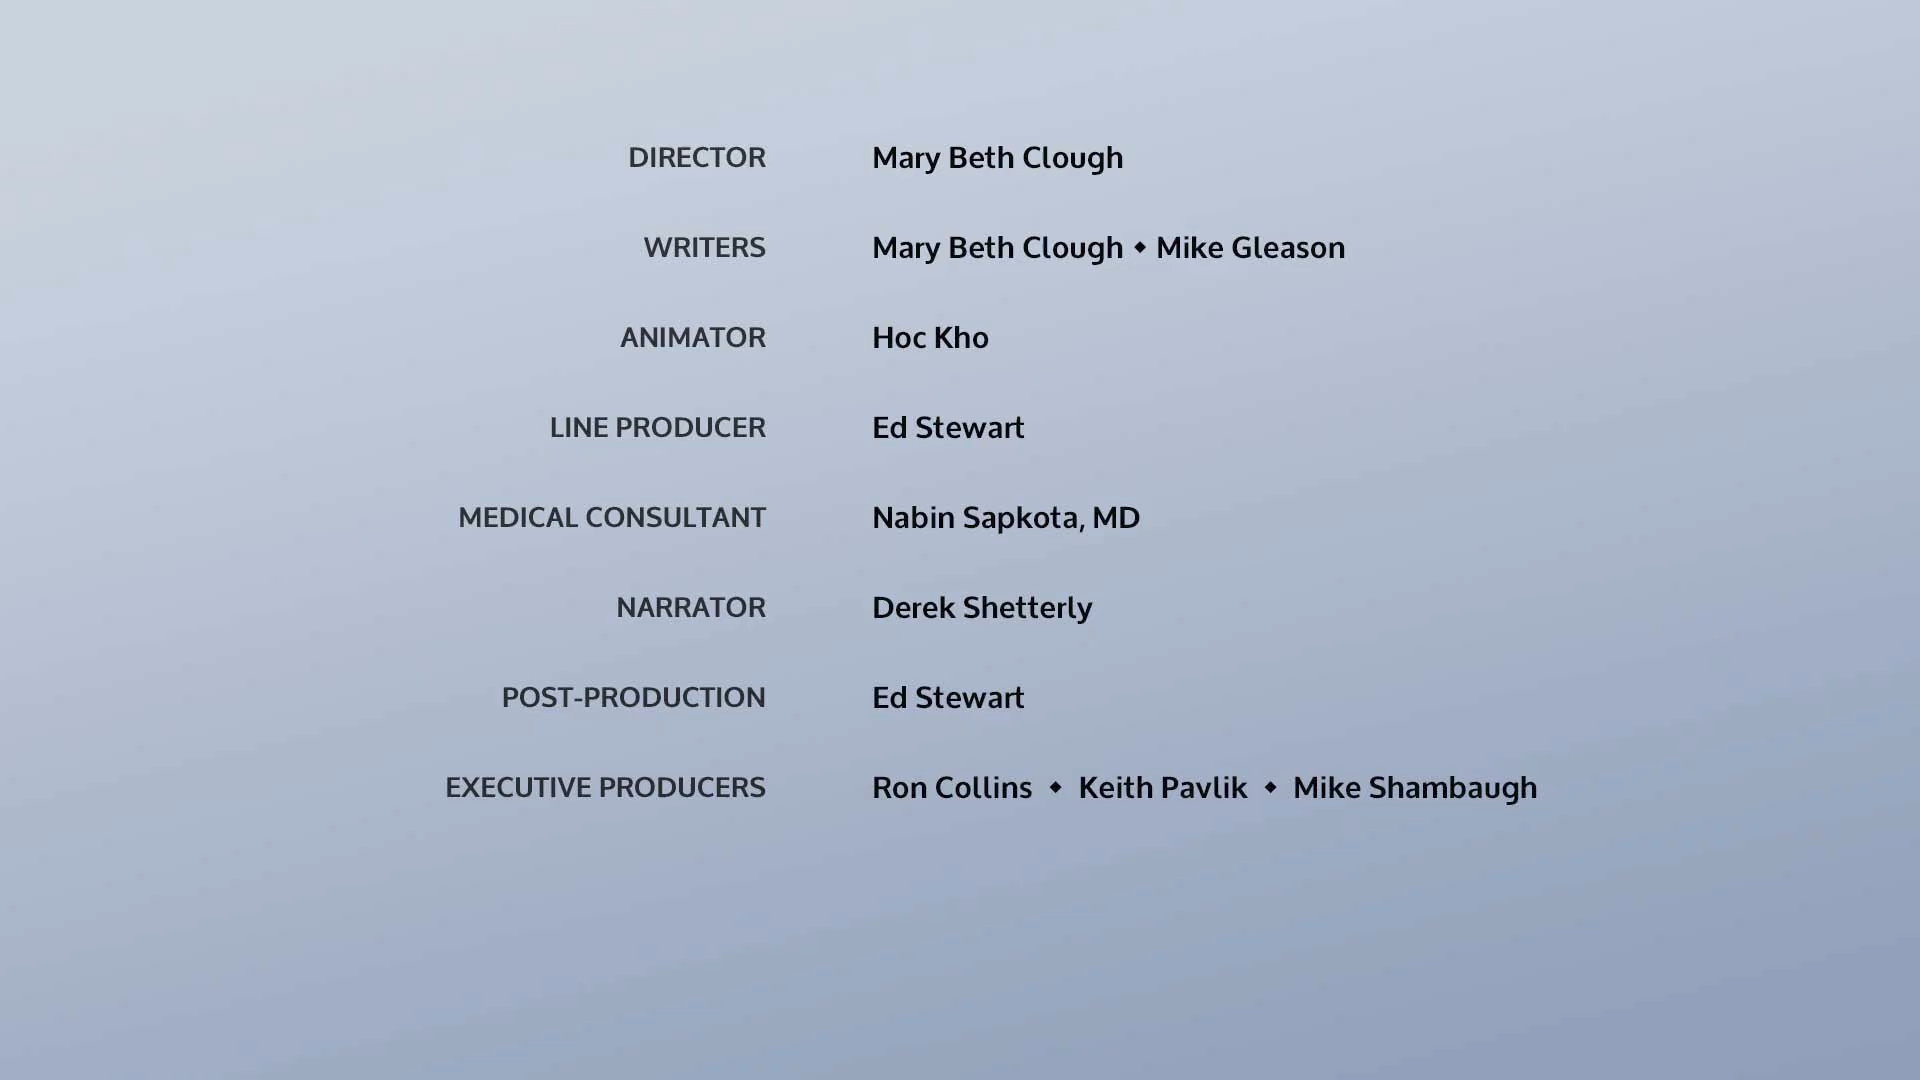 DIRECTOR Mary Beth Clough
WRITERS Mary Beth Clough • Mike Gleason
ANIMATOR Hoc Kho
LINE PRODUCER Ed Stewart
MEDICAL CONSULTANT Nabin Sapkota, MD
NARRATOR Derek Shetterly
POST-PRODUCTION Ed Stewart
EXECUTIVE PRODUCERS Ron Collins • Keith Pavlik • Mike Shambaugh